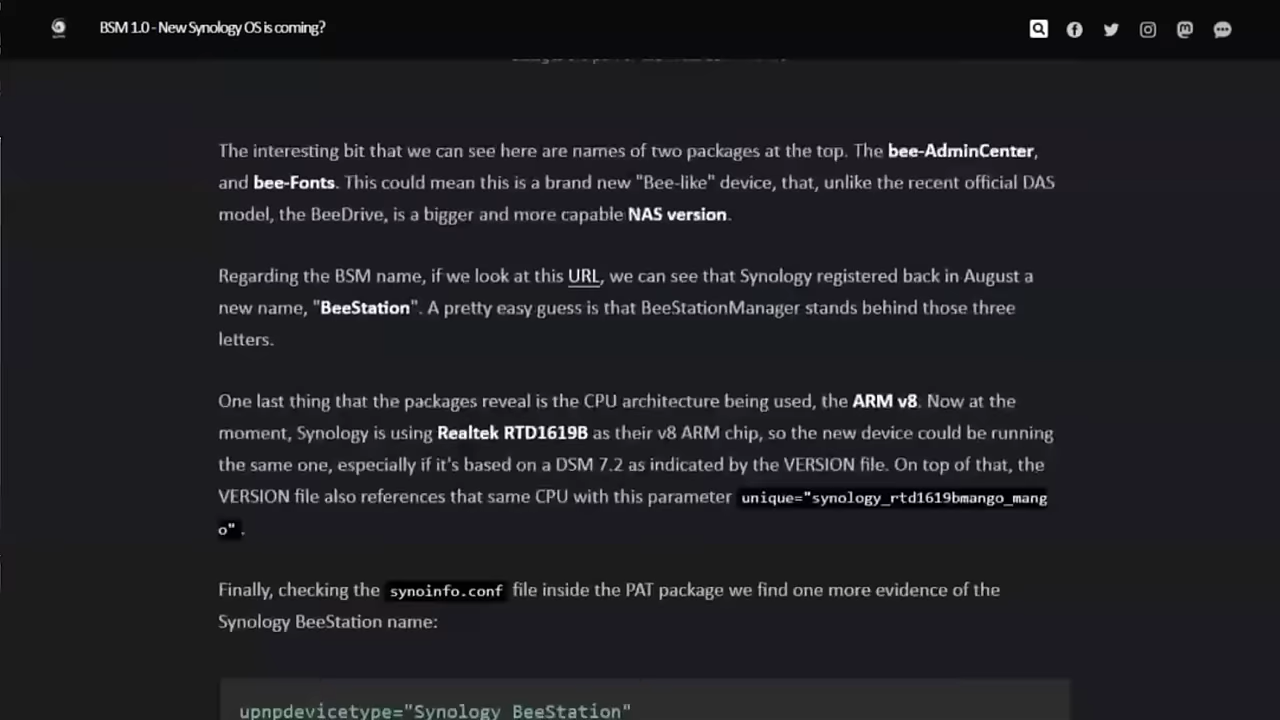 BSM 1.0 - New Synology OS is coming?
The interesting bit that we can see here are names of two packages at the top. The bee-AdminCenter,
and bee-Fonts. This could mean this is a brand new "Bee-like" device, that, unlike the recent official DAS
model, the BeeDrive, is a bigger and more capable NAS version.
Regarding the BSM name, if we look at this URL, we can see that Synology registered back in August a
new name, "BeeStation". A pretty easy guess is that BeeStationManager stands behind those three
letters.
One last thing that the packages reveal is the CPU architecture being used, the ARM v8. Now at the
moment, Synology is using Realtek RTD1619B as their v8 ARM chip, so the new device could be running
the same one, especially if it's based on a DSM 7.2 as indicated by the VERSION file. On top of that, the
VERSION file also references that same CPU with this parameter unique="synology_rtd1619bmango_mang
o" .
Finally, checking the synoinfo.conf file inside the PAT package we find one more evidence of the
Synology BeeStation name:
upnpdevicetype="Synology BeeStation"